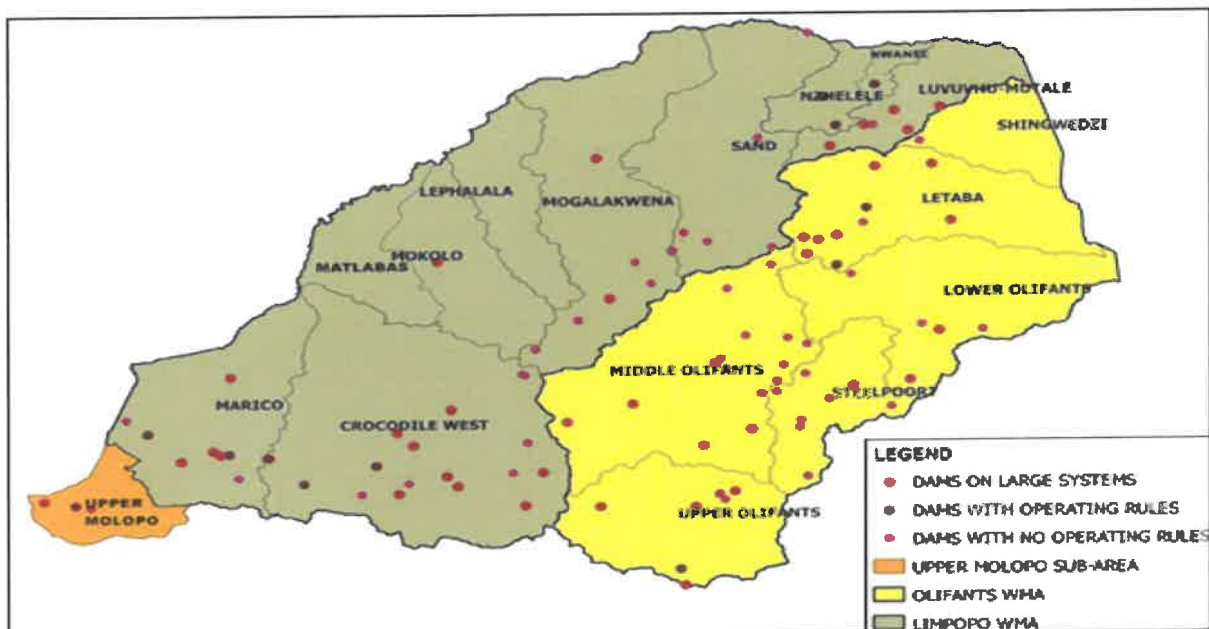 NWANEDI
NZHELELE
LUVUVHU-MUTALE
SHINGWEDZI
SAND
LEPHALALA
MOGALAKWENA
LETABA
MOKOLO
MATLABAS
LOWER OLIFANTS
MIDDLE OLIFANTS
STEELPOORT
MARICO
CROCODILE WEST
UPPER
MOLOPO
UPPER OLIFANTS
LEGEND
DAMS ON LARGE SYSTEMS
DAMS WITH OPERATING RULES
DAMS WITH NO OPERATING RULES
UPPER MOLOPO SUB-AREA
OLIFANTS WMA
LIMPOPO WMA